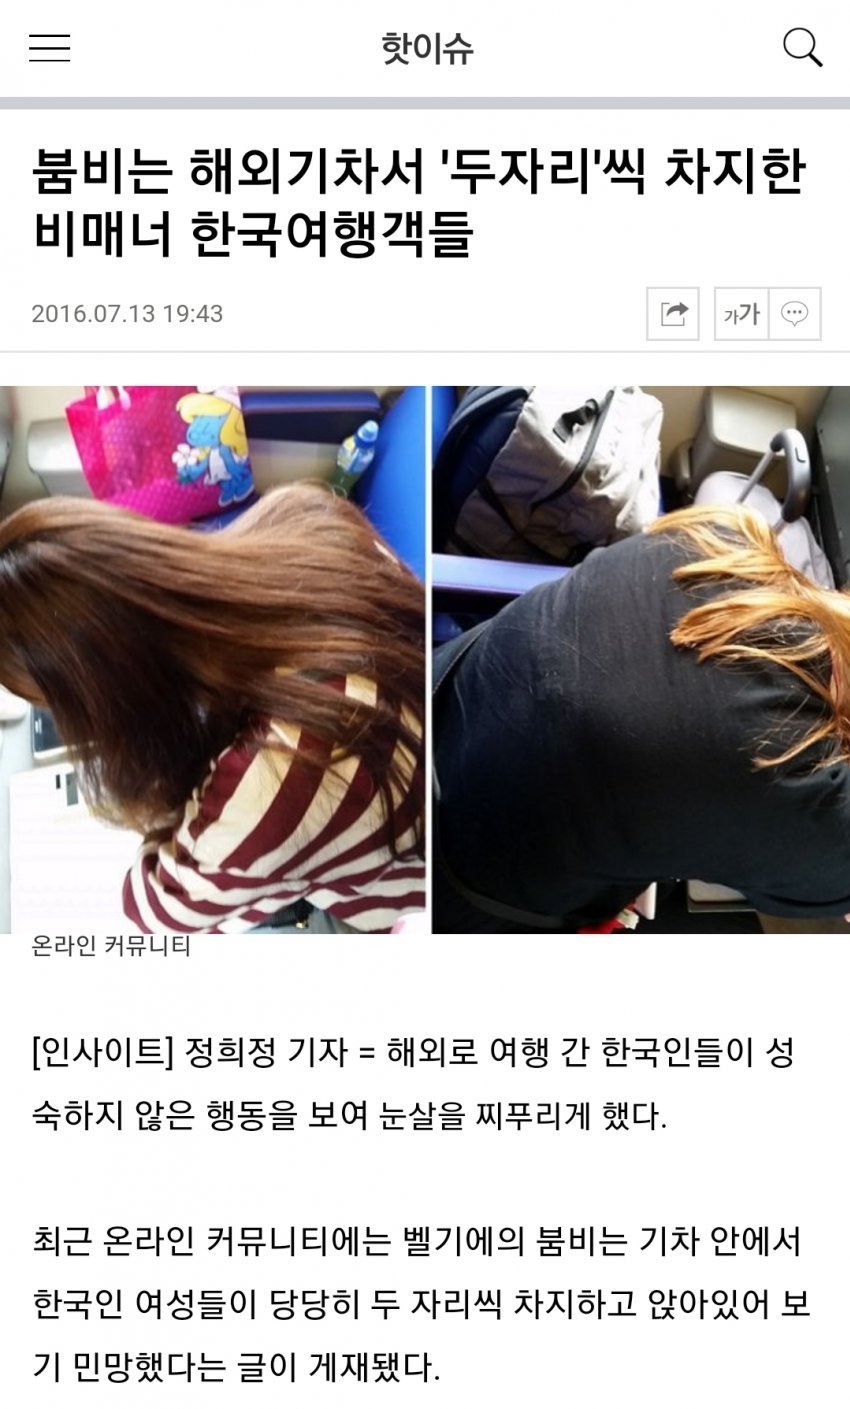 핫이슈
붐비는 해외기차서 '두자리'씩 차지한
비매너 한국여행객들
2016.07.13 19:43
가가
온라인 커뮤니티
[인사이트] 정희정 기자 = 해외로 여행 간 한국인들이 성
숙하지 않은 행동을 보여 눈살을 찌푸리게 했다.
최근 온라인 커뮤니티에는 벨기에의 붐비는 기차 안에서
한국인 여성들이 당당히 두 자리씩 차지하고 앉아있어 보
기 민망했다는 글이 게재됐다.